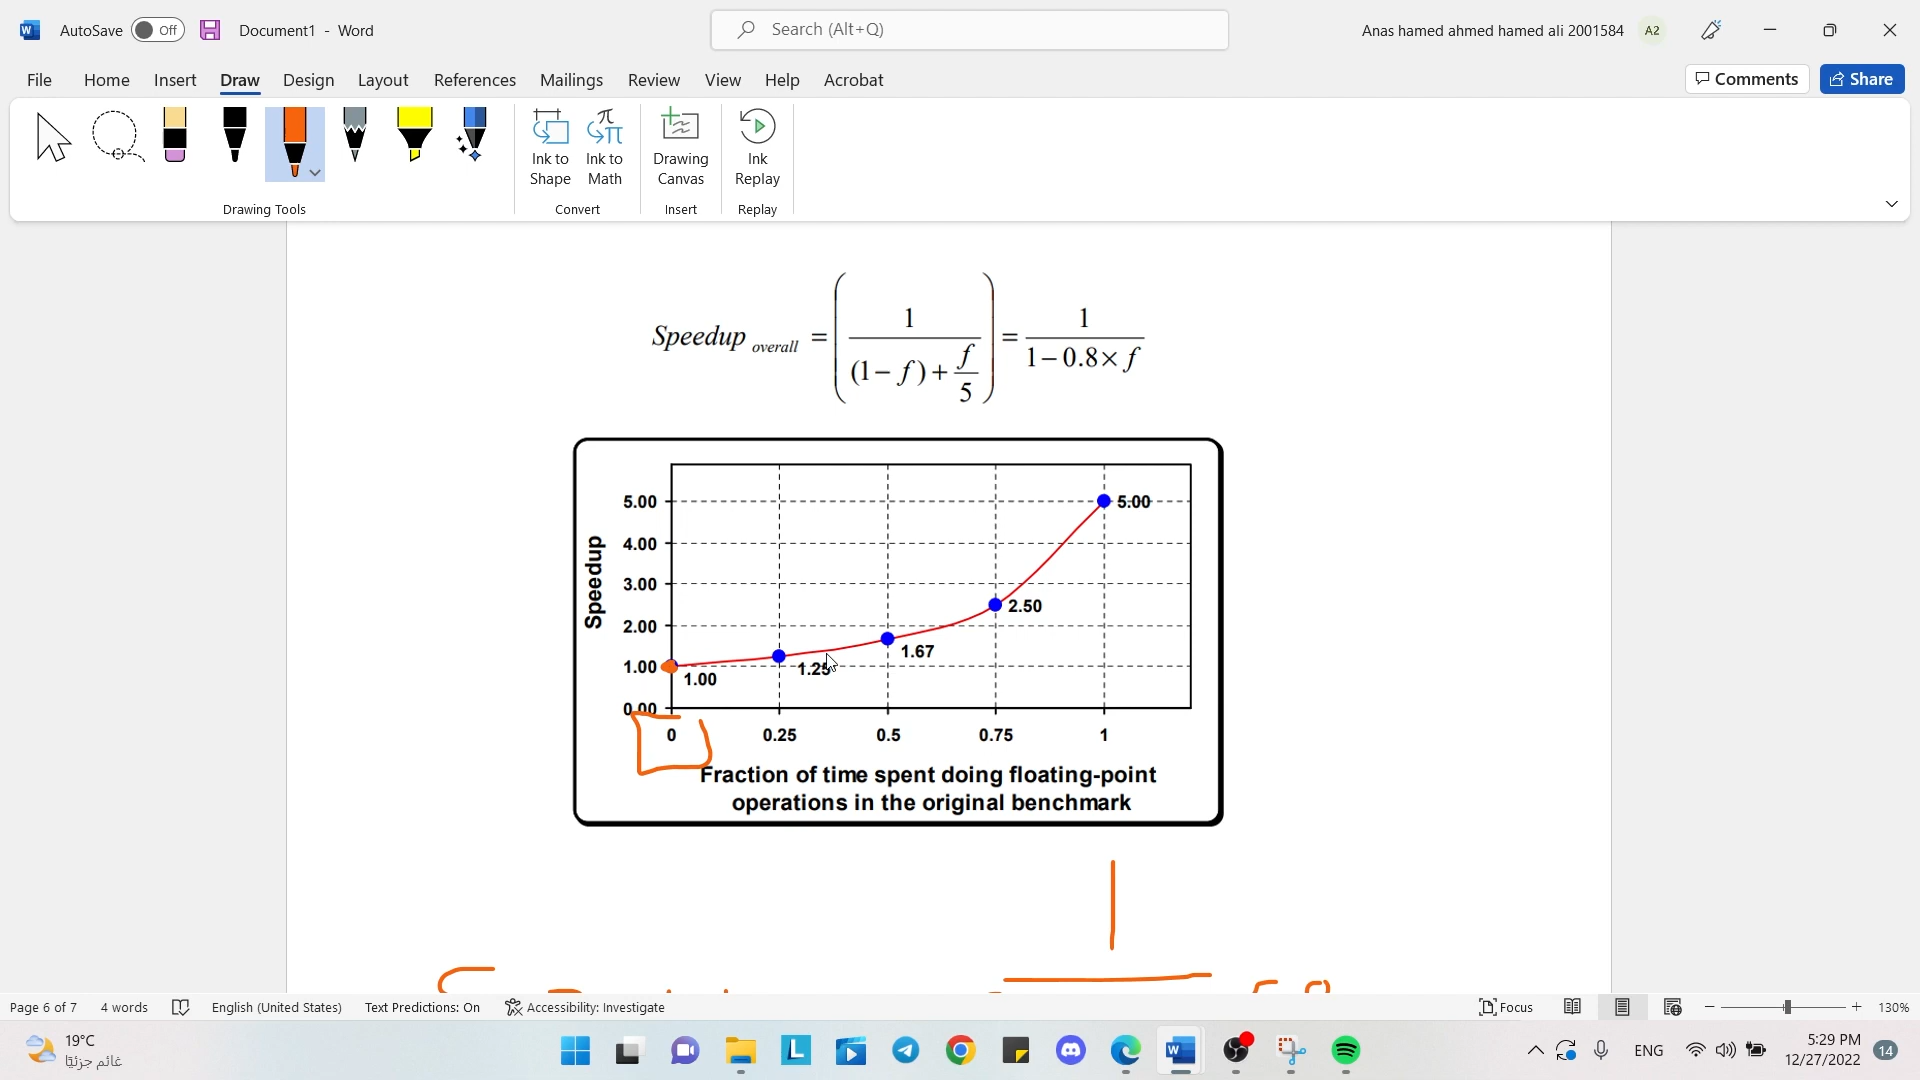 AutoSave Off Document1 - Word Search (Alt+Q) Anas hamed ahmed hamed ali 2001584 A2
File Home Insert Draw Design Layout References Mailings Review View Help Acrobat Comments Share
Ink to Shape
Ink to Math
Drawing Canvas
Ink Replay
Drawing Tools Convert Insert Replay
Speedup overall = ( 1 / ((1 − f) + f/5) ) = 1 / (1 − 0.8 × f)
Speedup
5.00
4.00
3.00
2.00
1.00
0.00
1.00
1.25
1.67
2.50
5.00
0 0.25 0.5 0.75 1
Fraction of time spent doing floating-point
operations in the original benchmark
Page 6 of 7 4 words English (United States) Text Predictions: On Accessibility: Investigate Focus 130%
19°C
غائم جزئيًا
ENG
5:29 PM
12/27/2022
14